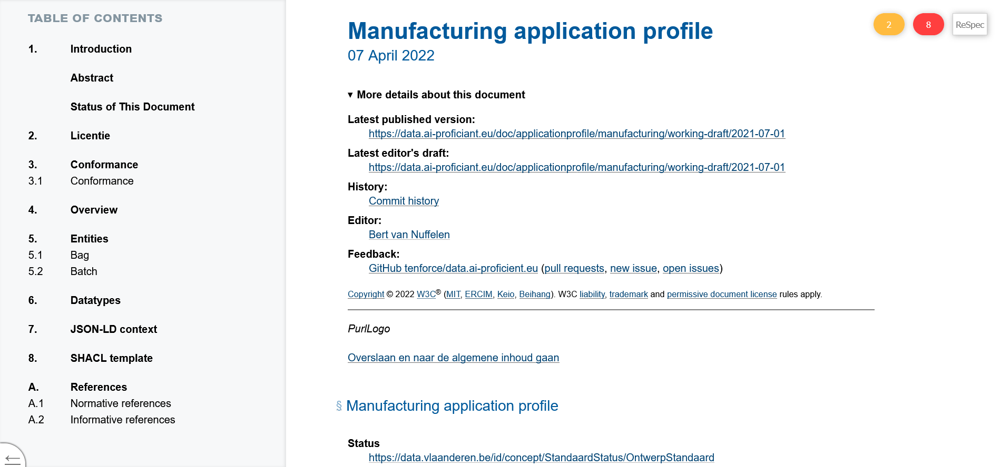 TABLE OF CONTENTS
1. Introduction
Abstract
Status of This Document
2. Licentie
3. Conformance
3.1 Conformance
4. Overview
5. Entities
5.1 Bag
5.2 Batch
6. Datatypes
7. JSON-LD context
8. SHACL template
A. References
A.1 Normative references
A.2 Informative references
←
2 8 ReSpec
Manufacturing application profile
07 April 2022
▼ More details about this document
Latest published version:
https://data.ai-proficiant.eu/doc/applicationprofile/manufacturing/working-draft/2021-07-01
Latest editor's draft:
https://data.ai-proficiant.eu/doc/applicationprofile/manufacturing/working-draft/2021-07-01
History:
Commit history
Editor:
Bert van Nuffelen
Feedback:
GitHub tenforce/data.ai-proficient.eu (pull requests, new issue, open issues)
Copyright © 2022 W3C® (MIT, ERCIM, Keio, Beihang). W3C liability, trademark and permissive document license rules apply.
PurlLogo
Overslaan en naar de algemene inhoud gaan
§ Manufacturing application profile
Status
https://data.vlaanderen.be/id/concept/StandaardStatus/OntwerpStandaard